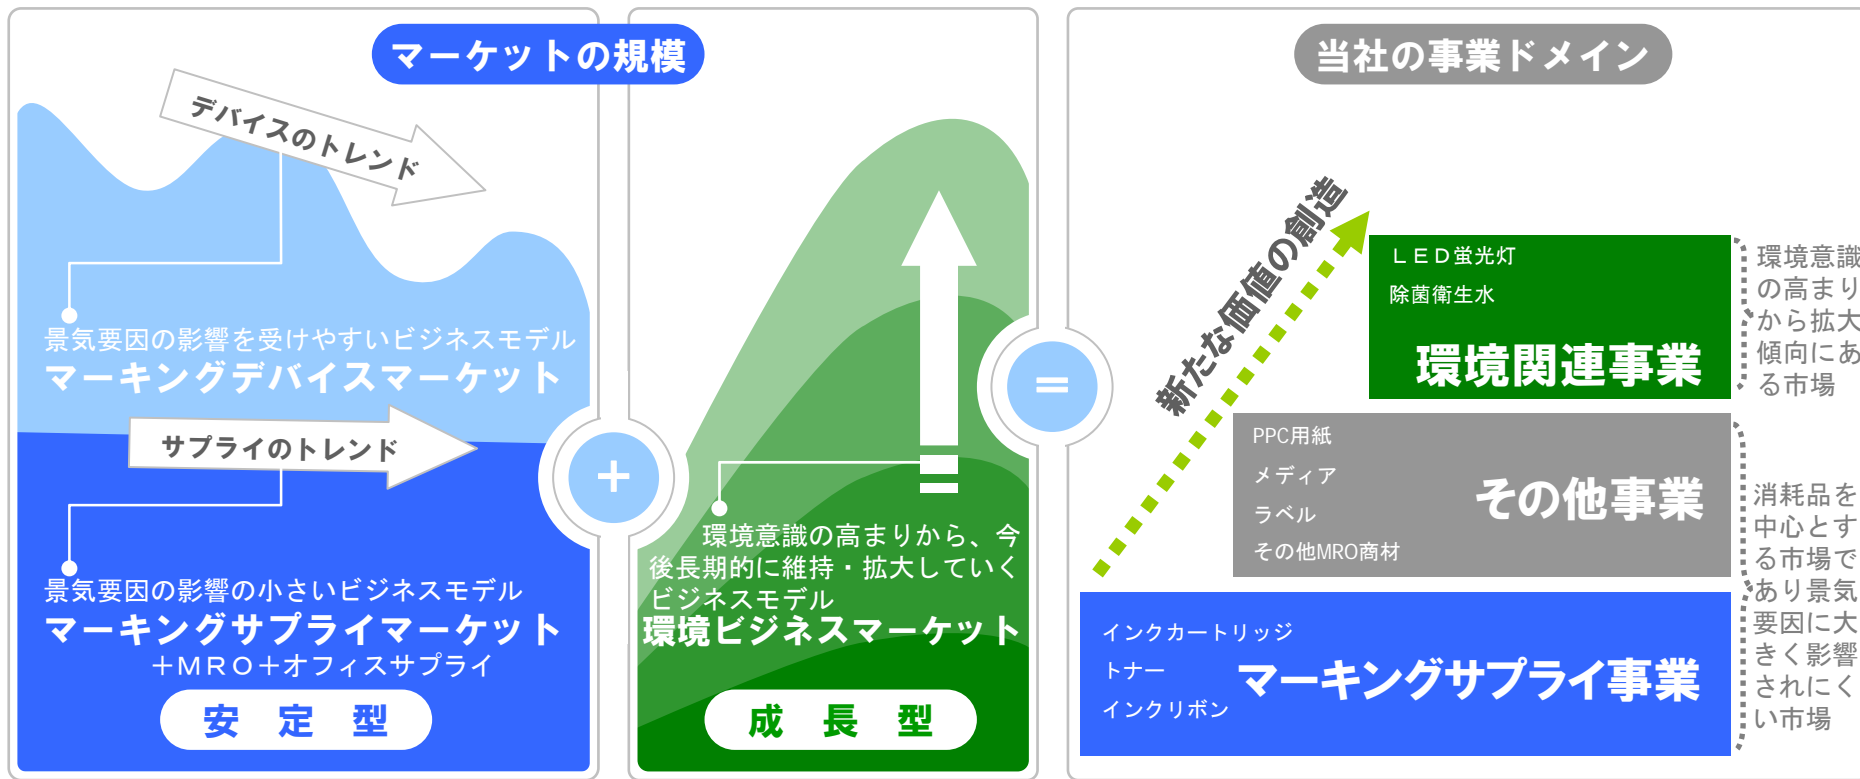 マーケットの規模
デバイスのトレンド
景気要因の影響を受けやすいビジネスモデル
マーキングデバイスマーケット
サプライのトレンド
景気要因の影響の小さいビジネスモデル
マーキングサプライマーケット
＋ＭＲＯ＋オフィスサプライ
安 定 型
＋
環境意識の高まりから、今
後長期的に維持・拡大していく
ビジネスモデル
環境ビジネスマーケット
成 長 型
＝
当社の事業ドメイン
新たな価値の創造
ＬＥＤ蛍光灯
除菌衛生水
環境関連事業
環境意識
の高まり
から拡大
傾向にあ
る市場
PPC用紙
メディア
ラベル
その他MRO商材
その他事業
インクカートリッジ
トナー
インクリボン
マーキングサプライ事業
消耗品を
中心とす
る市場で
あり景気
要因に大
きく影響
されにく
い市場